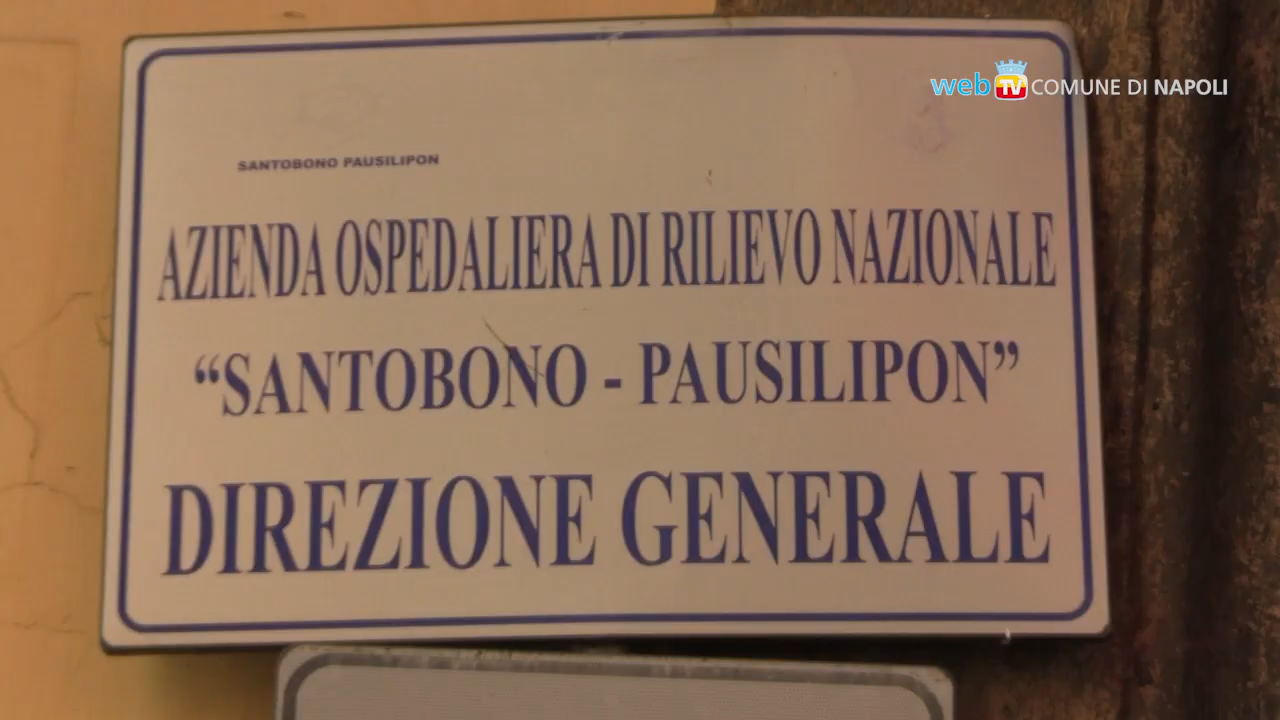 web TV COMUNE DI NAPOLI
SANTOBONO PAUSILIPON
AZIENDA OSPEDALIERA DI RILIEVO NAZIONALE
“SANTOBONO - PAUSILIPON”
DIREZIONE GENERALE